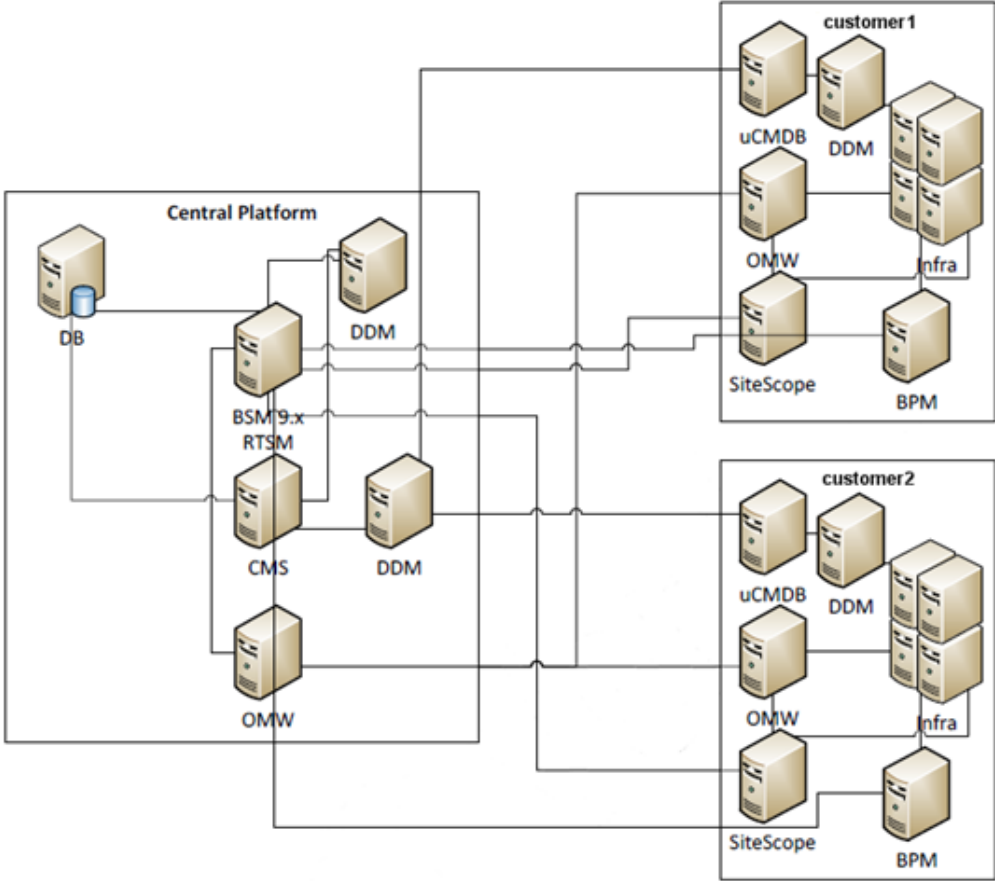 customer1
uCMDB
DDM
OMW
Infra
SiteScope
BPM
Central Platform
DB
DDM
BSM 9.x
RTSM
CMS
DDM
OMW
customer2
uCMDB
DDM
OMW
Infra
SiteScope
BPM